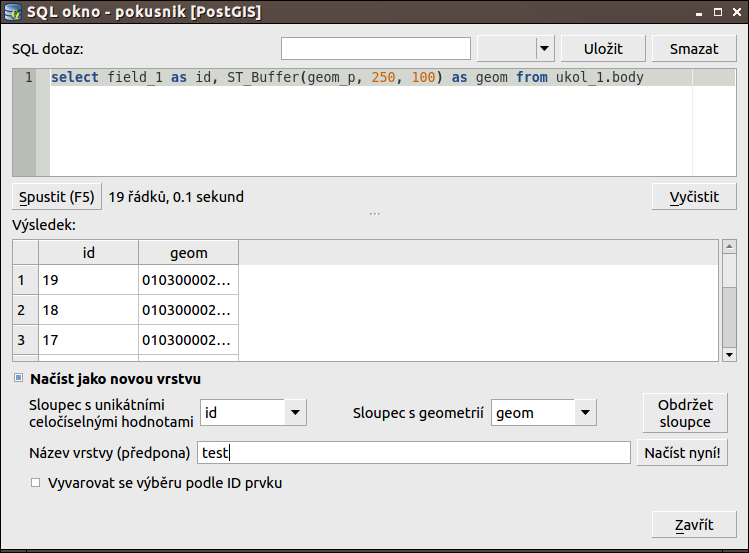 SQL okno - pokusnik [PostGIS]
SQL dotaz:
Uložit
Smazat
1 select field_1 as id, ST_Buffer(geom_p, 250, 100) as geom from ukol_1.body
Spustit (F5)
19 řádků, 0.1 sekund
Vyčistit
Výsledek:
id geom
1 19 010300002...
2 18 010300002...
3 17 010300002...
Načíst jako novou vrstvu
Sloupec s unikátními
celočíselnými hodnotami
id
Sloupec s geometrií
geom
Obdržet
sloupce
Název vrstvy (předpona)
test
Načíst nyní!
Vyvarovat se výběru podle ID prvku
Zavřít